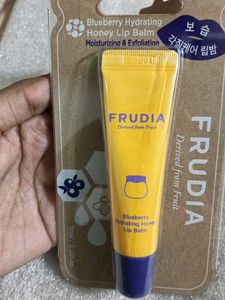 Blueberry Hydrating
Honey Lip Balm
Moisturizing & Exfoliation
보습
각질케어 립밤
FRUDIA
Derived from Fruit
Blueberry
Hydrating Honey
Lip Balm
FRUDIA
Derived from Fruit